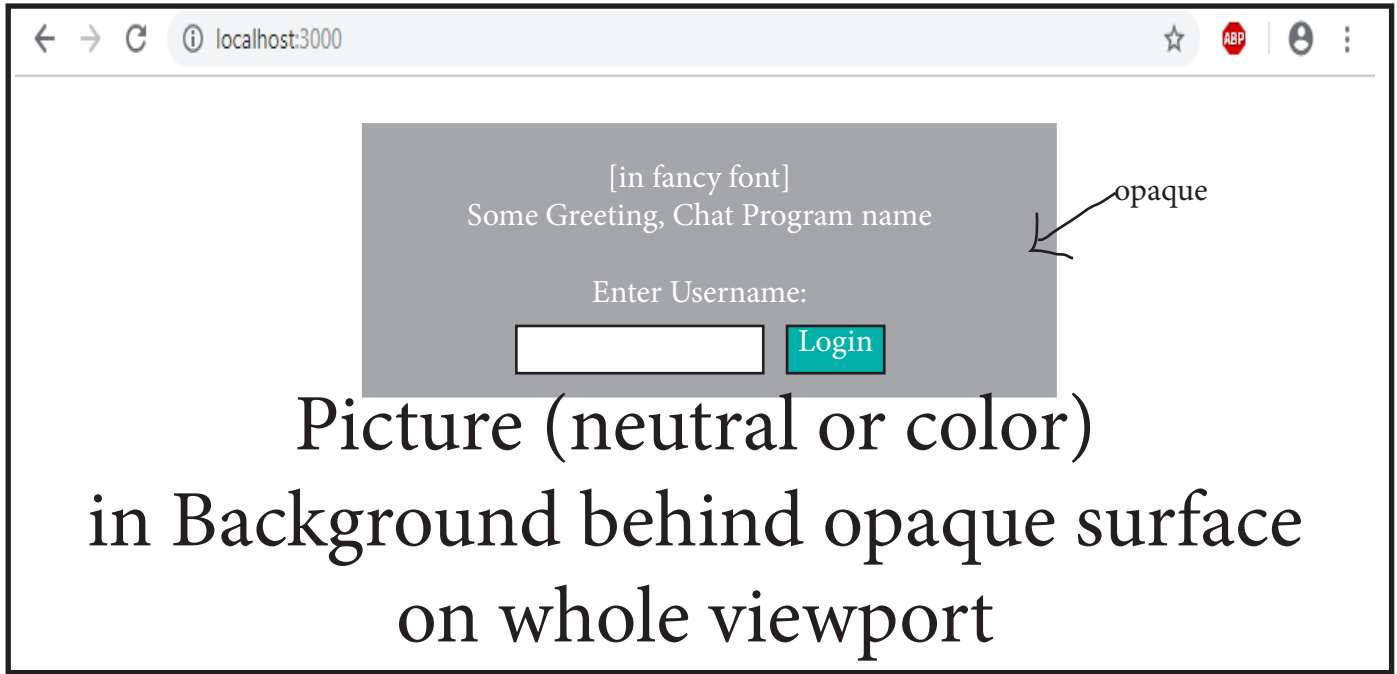 localhost:3000
ABP
[in fancy font]
Some Greeting, Chat Program name
opaque
Enter Username:
Login
Picture (neutral or color)
in Background behind opaque surface
on whole viewport